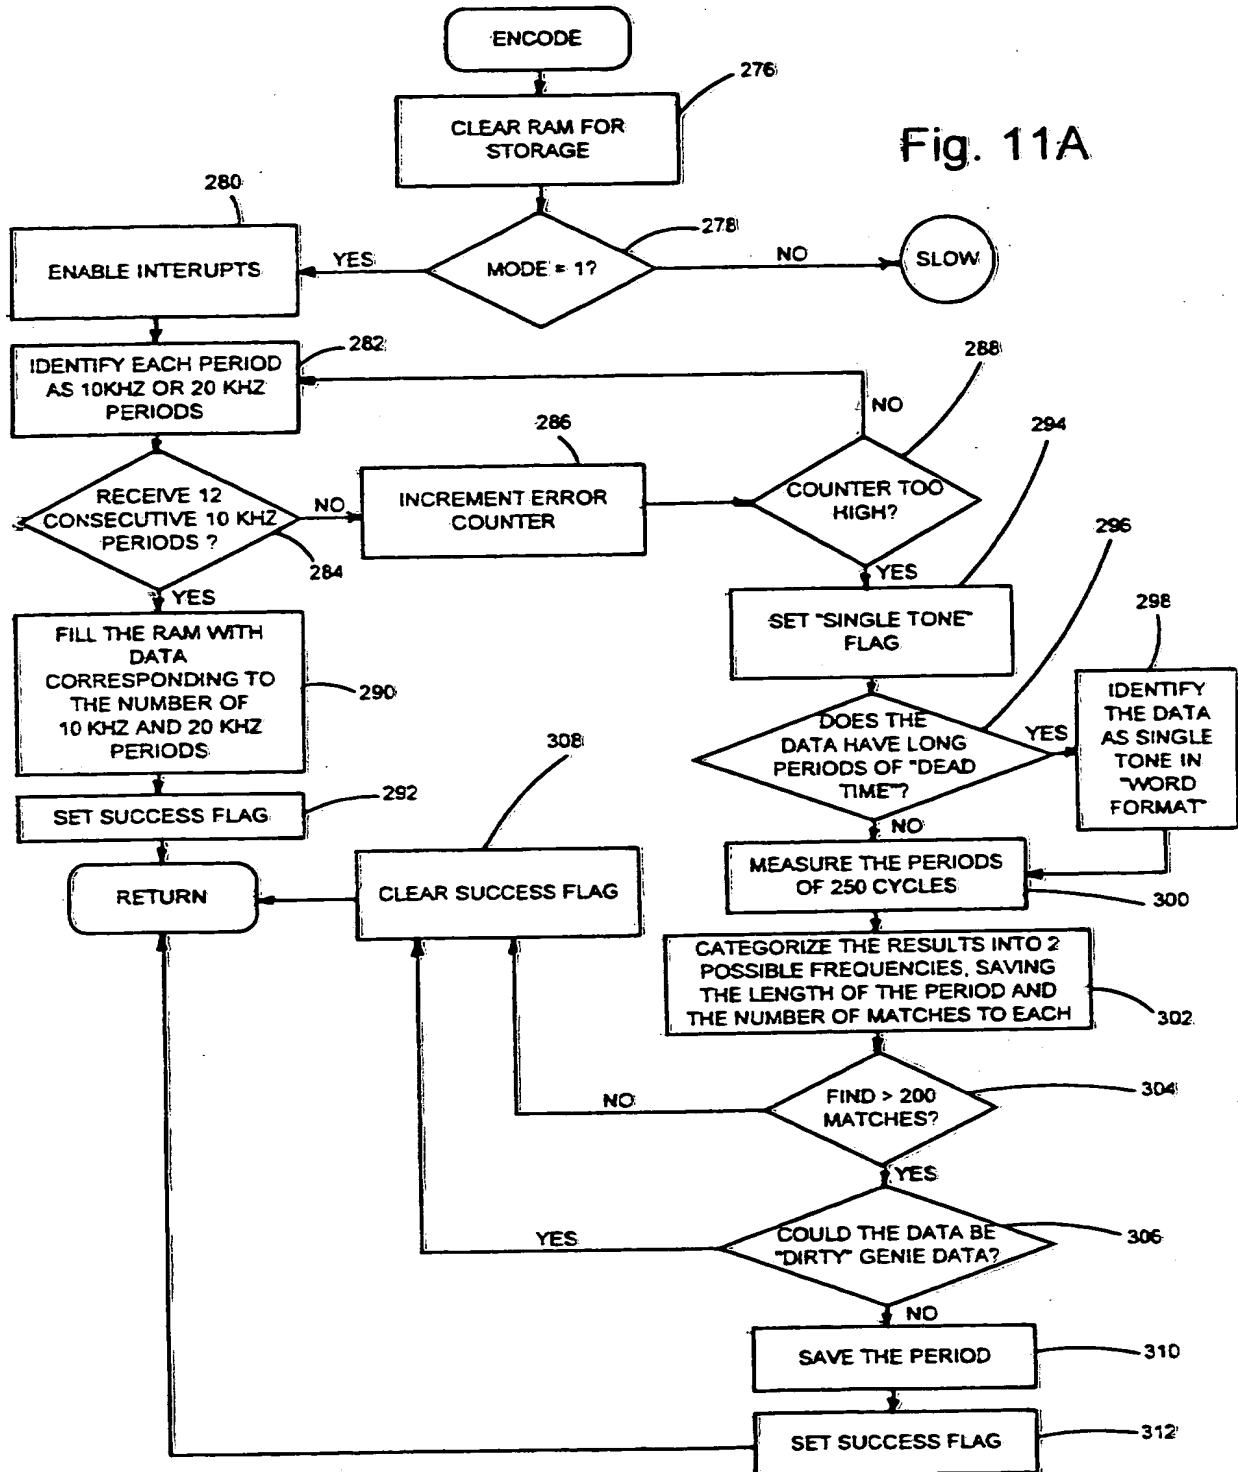 ENCODE
276
CLEAR RAM FOR
STORAGE
Fig. 11A
280
278
ENABLE INTERUPTS
YES
MODE = 1?
NO
SLOW
282
IDENTIFY EACH PERIOD
AS 10KHZ OR 20 KHZ
PERIODS
288
NO
286
294
RECEIVE 12
CONSECUTIVE 10 KHZ
PERIODS ?
NO
INCREMENT ERROR
COUNTER
COUNTER TOO
HIGH?
284
296
YES
YES
298
FILL THE RAM WITH
DATA
CORRESPONDING TO
THE NUMBER OF
10 KHZ AND 20 KHZ
PERIODS
290
SET "SINGLE TONE"
FLAG
DOES THE
DATA HAVE LONG
PERIODS OF "DEAD
TIME"?
YES
IDENTIFY
THE DATA
AS SINGLE
TONE IN
"WORD
FORMAT"
308
292
SET SUCCESS FLAG
NO
RETURN
CLEAR SUCCESS FLAG
MEASURE THE PERIODS
OF 250 CYCLES
300
CATEGORIZE THE RESULTS INTO 2
POSSIBLE FREQUENCIES, SAVING
THE LENGTH OF THE PERIOD AND
THE NUMBER OF MATCHES TO EACH
302
NO
FIND > 200
MATCHES?
304
YES
YES
COULD THE DATA BE
"DIRTY" GENIE DATA?
306
NO
SAVE THE PERIOD
310
SET SUCCESS FLAG
312